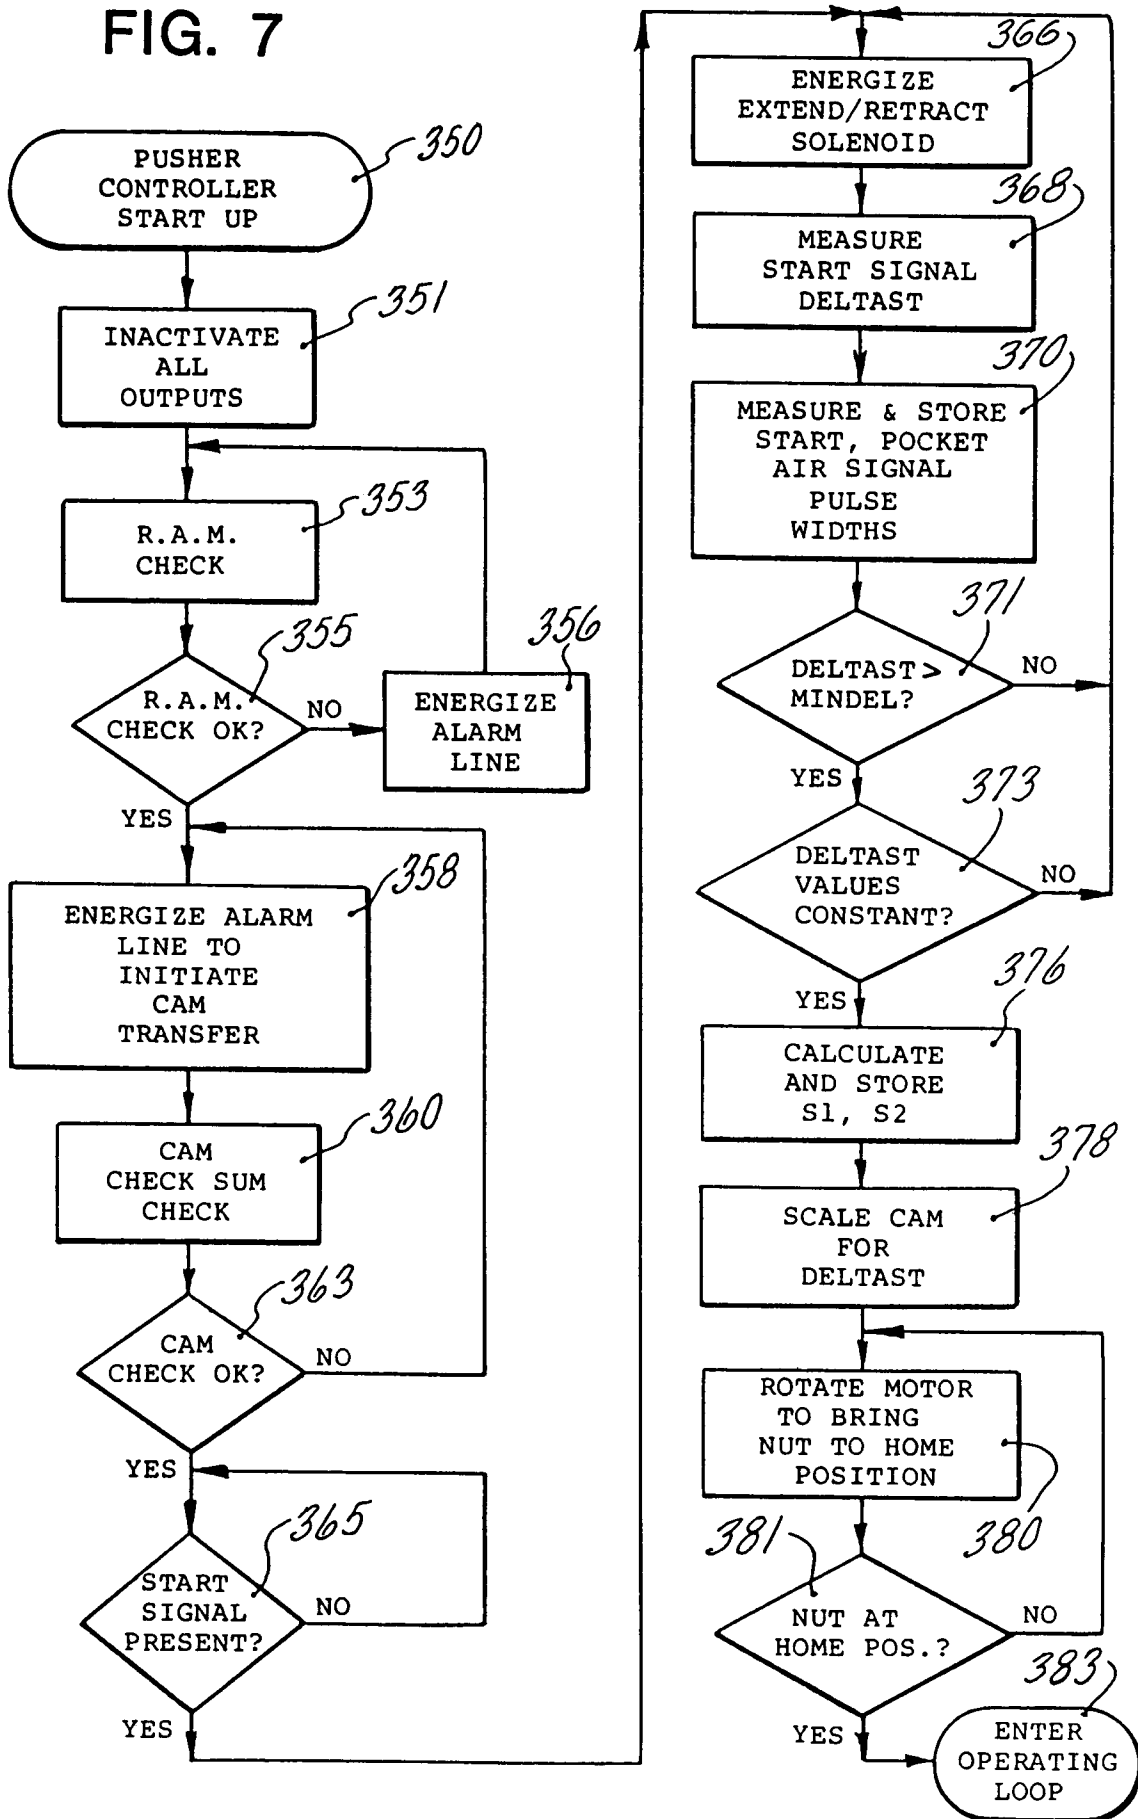 FIG. 7
350
PUSHER
CONTROLLER
START UP
351
INACTIVATE
ALL
OUTPUTS
353
R.A.M.
CHECK
355
R.A.M.
CHECK OK?
NO
356
ENERGIZE
ALARM
LINE
YES
358
ENERGIZE ALARM
LINE TO
INITIATE
CAM
TRANSFER
360
CAM
CHECK SUM
CHECK
363
CAM
CHECK OK?
NO
YES
365
START
SIGNAL
PRESENT?
NO
YES
366
ENERGIZE
EXTEND/RETRACT
SOLENOID
368
MEASURE
START SIGNAL
DELTAST
370
MEASURE & STORE
START, POCKET
AIR SIGNAL
PULSE
WIDTHS
371
DELTAST>
MINDEL?
NO
YES
373
DELTAST
VALUES
CONSTANT?
NO
YES
376
CALCULATE
AND STORE
S1, S2
378
SCALE CAM
FOR
DELTAST
ROTATE MOTOR
TO BRING
NUT TO HOME
POSITION
380
381
NUT AT
HOME POS.?
NO
YES
383
ENTER
OPERATING
LOOP